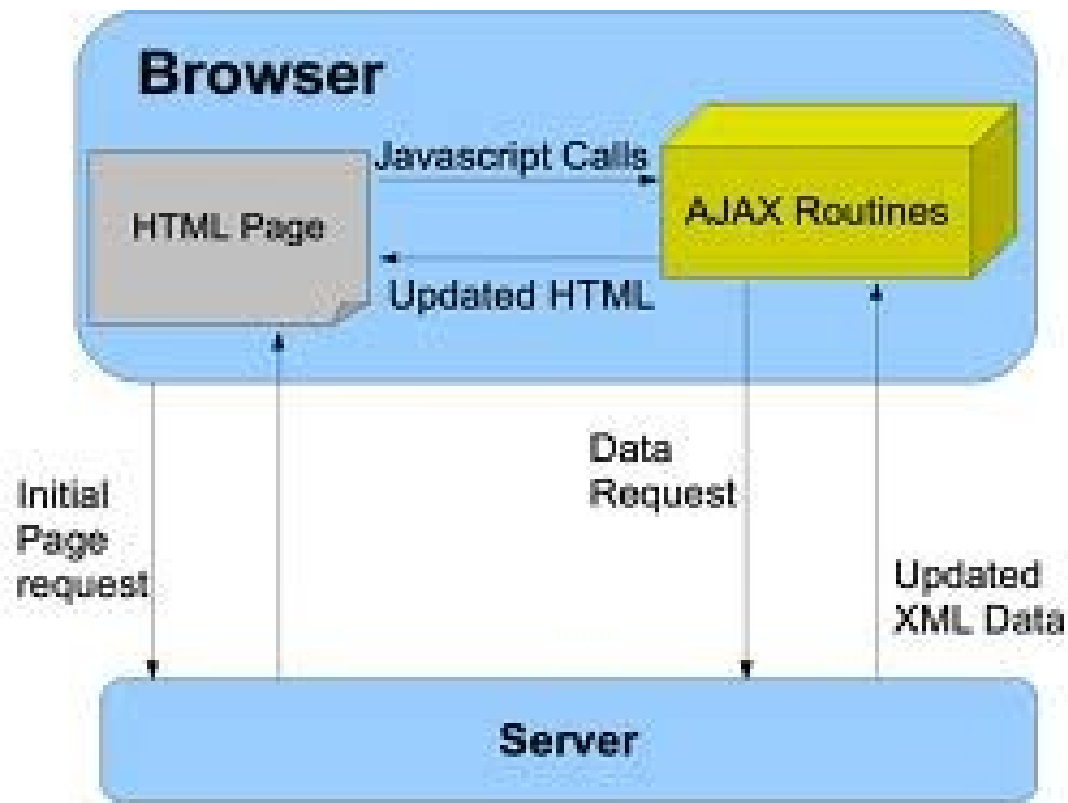 Browser
Javascript Calls
HTML Page
AJAX Routines
Updated HTML
Initial
Page
request
Data
Request
Updated
XML Data
Server